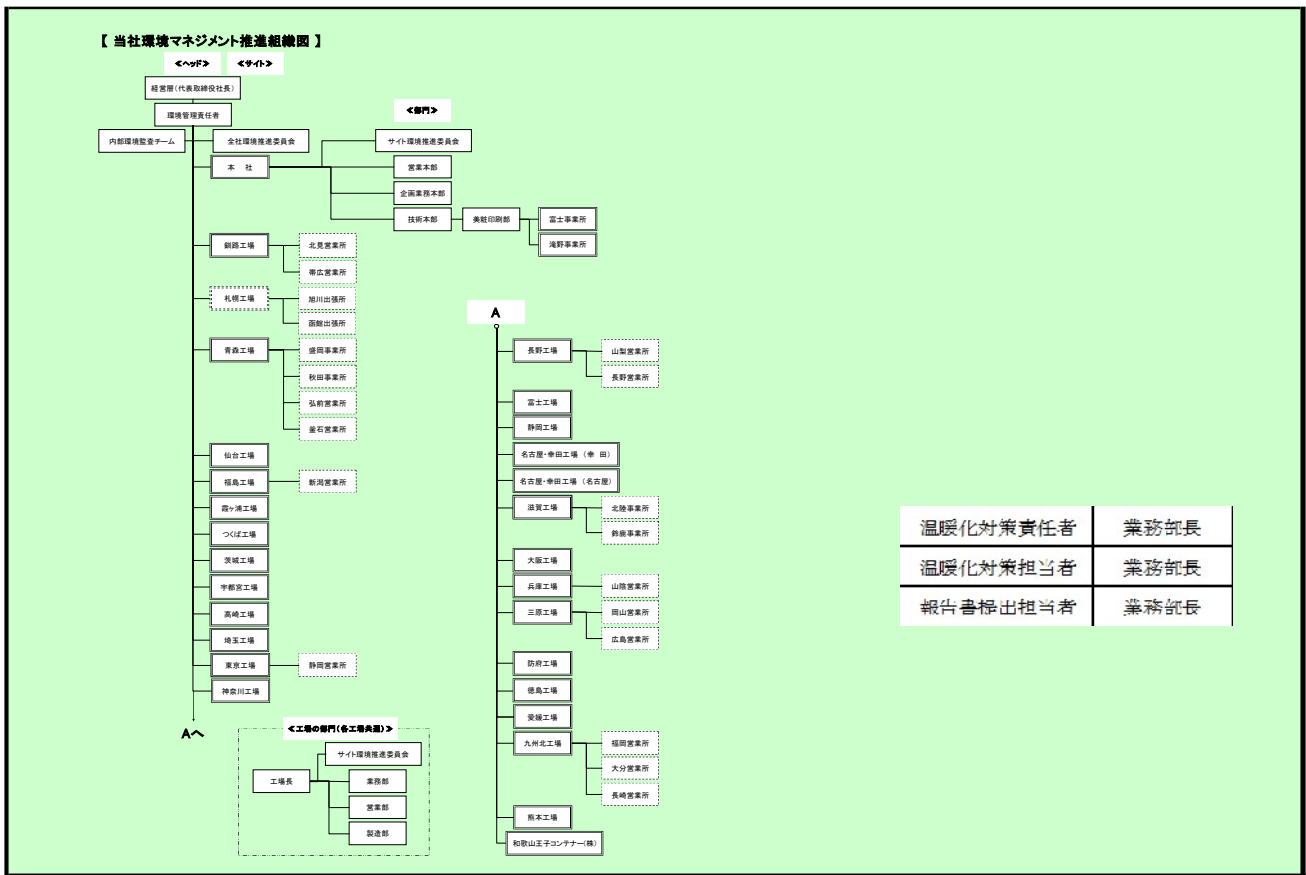 【 当社環境マネジメント推進組織図 】
≪ヘッド≫ ≪サイト≫
経営層(代表取締役社長)
環境管理責任者
≪部門≫
内部環境監査チーム 全社環境推進委員会 サイト環境推進委員会
本 社 営業本部
企画業務本部
技術本部 美粧印刷部 富士事業所
滝野事業所
釧路工場 北見営業所
帯広営業所
札幌工場 旭川出張所
函館出張所
青森工場 盛岡事業所
秋田事業所
弘前営業所
釜石営業所
仙台工場
福島工場 新潟営業所
霞ヶ浦工場
つくば工場
茨城工場
宇都宮工場
高崎工場
埼玉工場
東京工場 静岡営業所
神奈川工場
Aへ
≪工場の部門(各工場共通)≫
サイト環境推進委員会
工場長 業務部
営業部
製造部
A
長野工場 山梨営業所
長野営業所
富士工場
静岡工場
名古屋・幸田工場 (幸 田)
名古屋・幸田工場 (名古屋)
滋賀工場 北陸事業所
鈴鹿事業所
大阪工場
兵庫工場 山陰営業所
三原工場 岡山営業所
広島営業所
防府工場
徳島工場
愛媛工場
九州北工場 福岡営業所
大分営業所
長崎営業所
熊本工場
和歌山王子コンテナー(株)
温暖化対策責任者 業務部長
温暖化対策担当者 業務部長
報告書提出担当者 業務部長